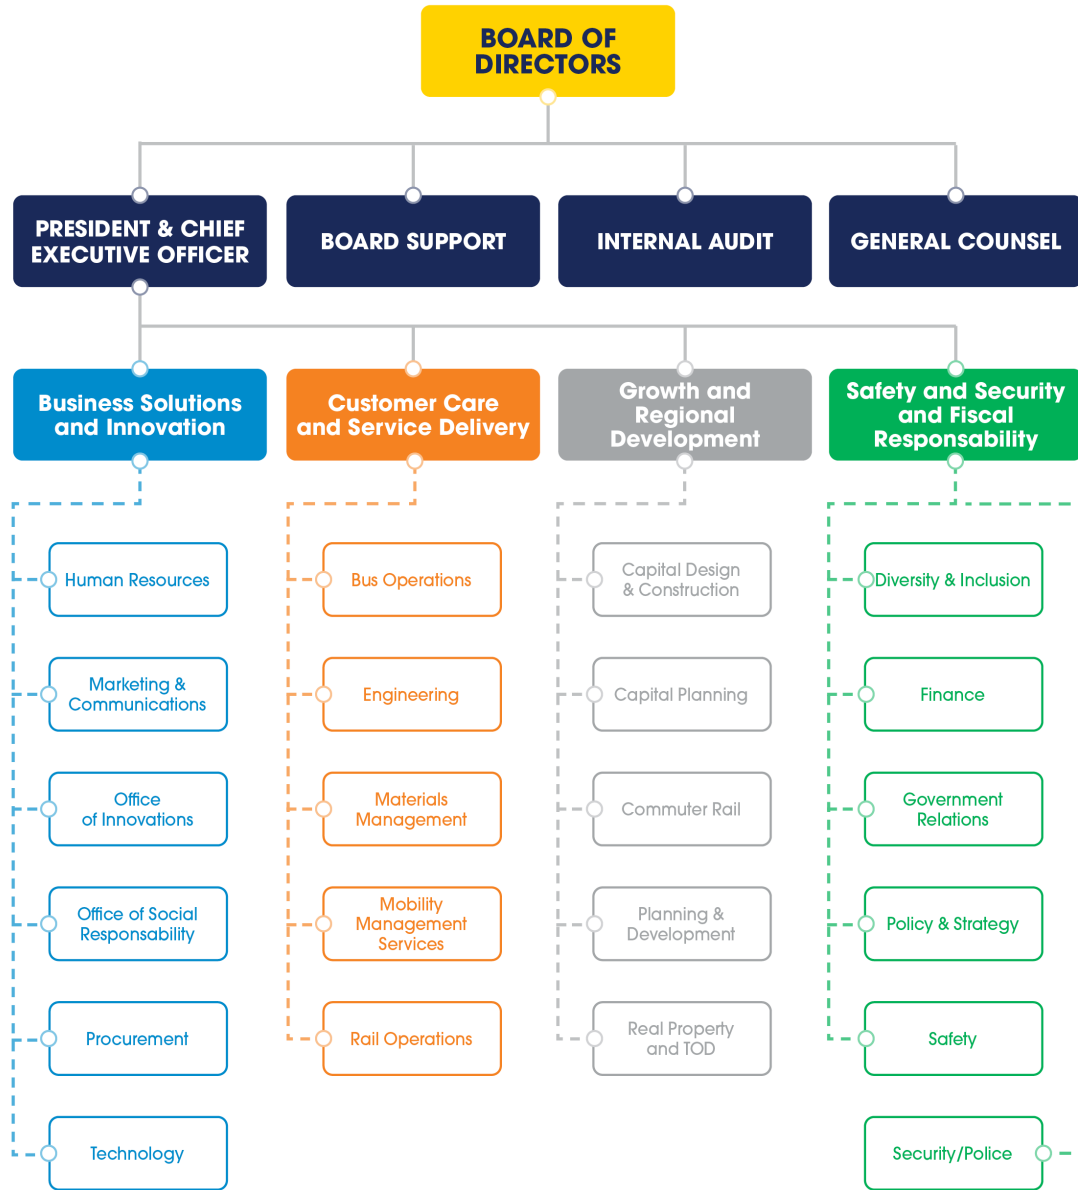 BOARD OF
DIRECTORS
PRESIDENT & CHIEF
EXECUTIVE OFFICER
BOARD SUPPORT
INTERNAL AUDIT
GENERAL COUNSEL
Business Solutions
and Innovation
Customer Care
and Service Delivery
Growth and
Regional
Development
Safety and Security
and Fiscal
Responsability
Human Resources
Marketing &
Communications
Office
of Innovations
Office of Social
Responsability
Procurement
Technology
Bus Operations
Engineering
Materials
Management
Mobility
Management
Services
Rail Operations
Capital Design
& Construction
Capital Planning
Commuter Rail
Planning &
Development
Real Property
and TOD
Diversity & Inclusion
Finance
Government
Relations
Policy & Strategy
Safety
Security/Police